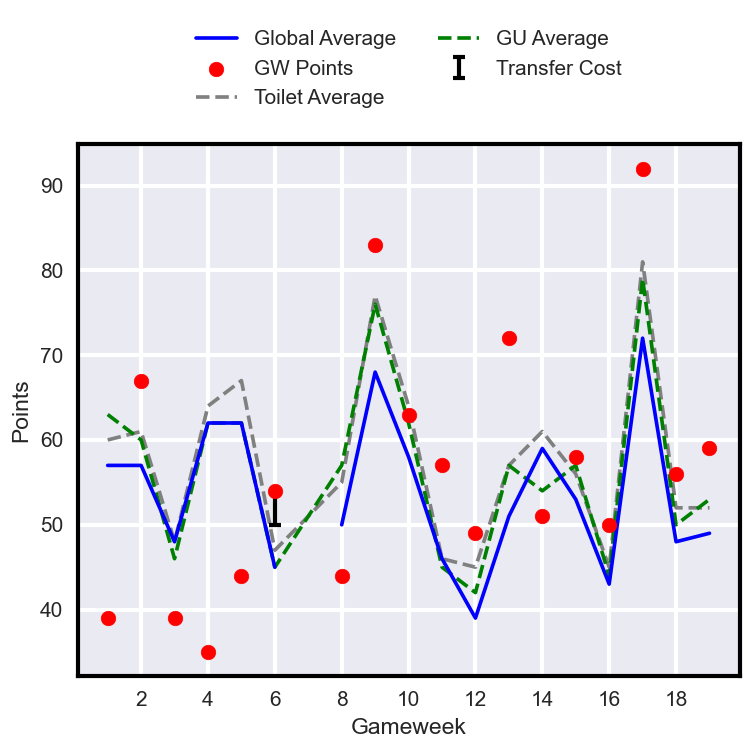 Global Average
GW Points
Toilet Average
GU Average
Transfer Cost
90
80
70
60
50
40
Points
2 4 6 8 10 12 14 16 18
Gameweek